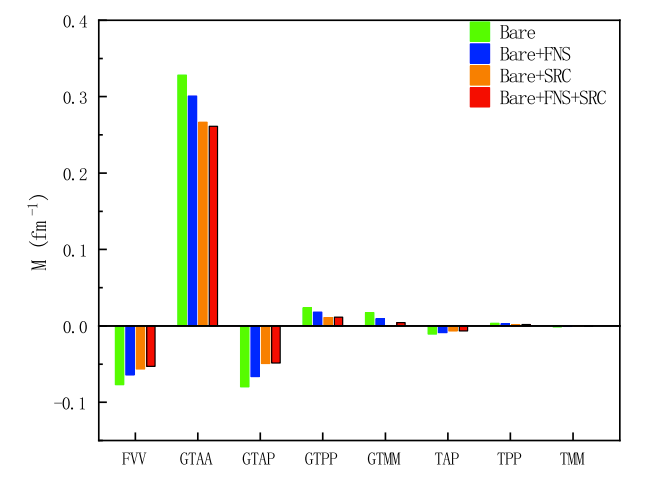 0.4
0.3
0.2
0.1
0.0
-0.1
M (fm⁻¹)
Bare
Bare+FNS
Bare+SRC
Bare+FNS+SRC
FVV GTAA GTAP GTPP GTMM TAP TPP TMM